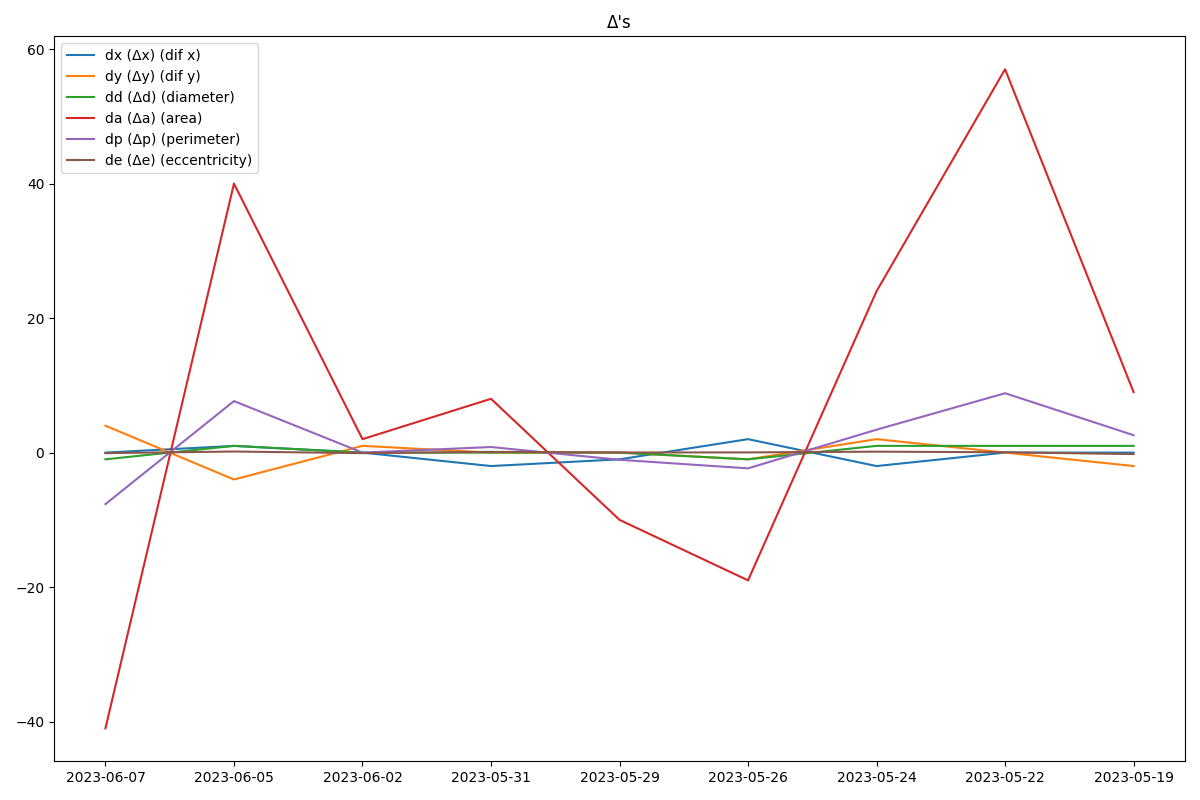 Δ's
dx (Δx) (dif x)
dy (Δy) (dif y)
dd (Δd) (diameter)
da (Δa) (area)
dp (Δp) (perimeter)
de (Δe) (eccentricity)
60
40
20
0
−20
−40
2023-06-07 2023-06-05 2023-06-02 2023-05-31 2023-05-29 2023-05-26 2023-05-24 2023-05-22 2023-05-19